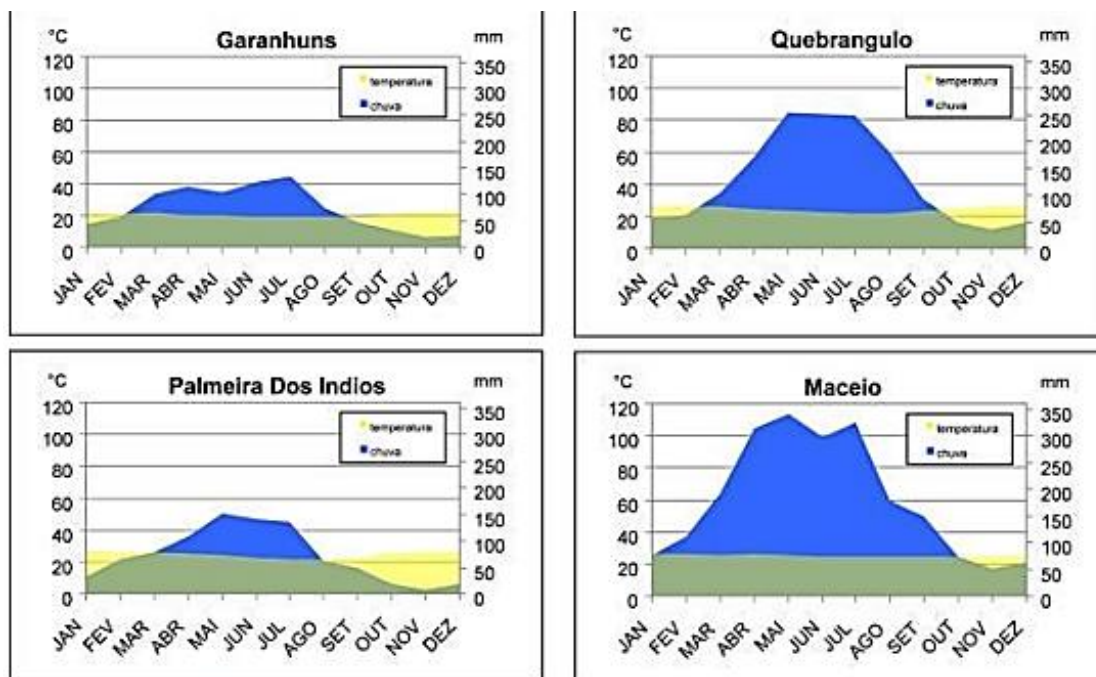 °C Garanhuns mm
120 350
100 300
80 250
60 200
40 150
20 100
0 50
0
temperatura
chuva
JAN FEV MAR ABR MAI JUN JUL AGO SET OUT NOV DEZ
°C Quebrangulo mm
120 350
100 300
80 250
60 200
40 150
20 100
0 50
0
temperatura
chuva
JAN FEV MAR ABR MAI JUN JUL AGO SET OUT NOV DEZ
°C Palmeira Dos Indios mm
120 350
100 300
80 250
60 200
40 150
20 100
0 50
0
temperatura
chuva
JAN FEV MAR ABR MAI JUN JUL AGO SET OUT NOV DEZ
°C Maceio mm
120 350
100 300
80 250
60 200
40 150
20 100
0 50
0
temperatura
chuva
JAN FEV MAR ABR MAI JUN JUL AGO SET OUT NOV DEZ